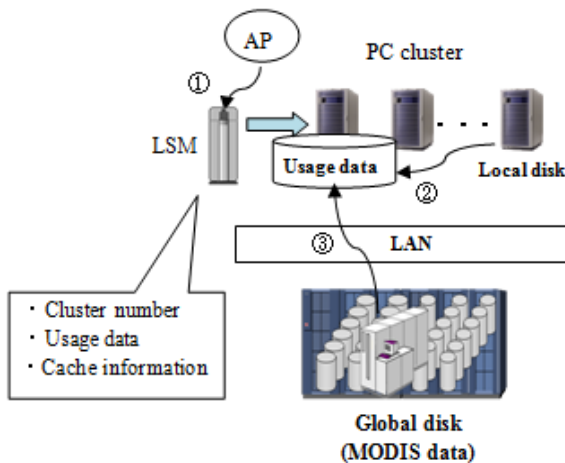 AP
PC cluster
①
LSM
Usage data
· · · ·
Local disk
②
③
LAN
· Cluster number
· Usage data
· Cache information
Global disk
(MODIS data)